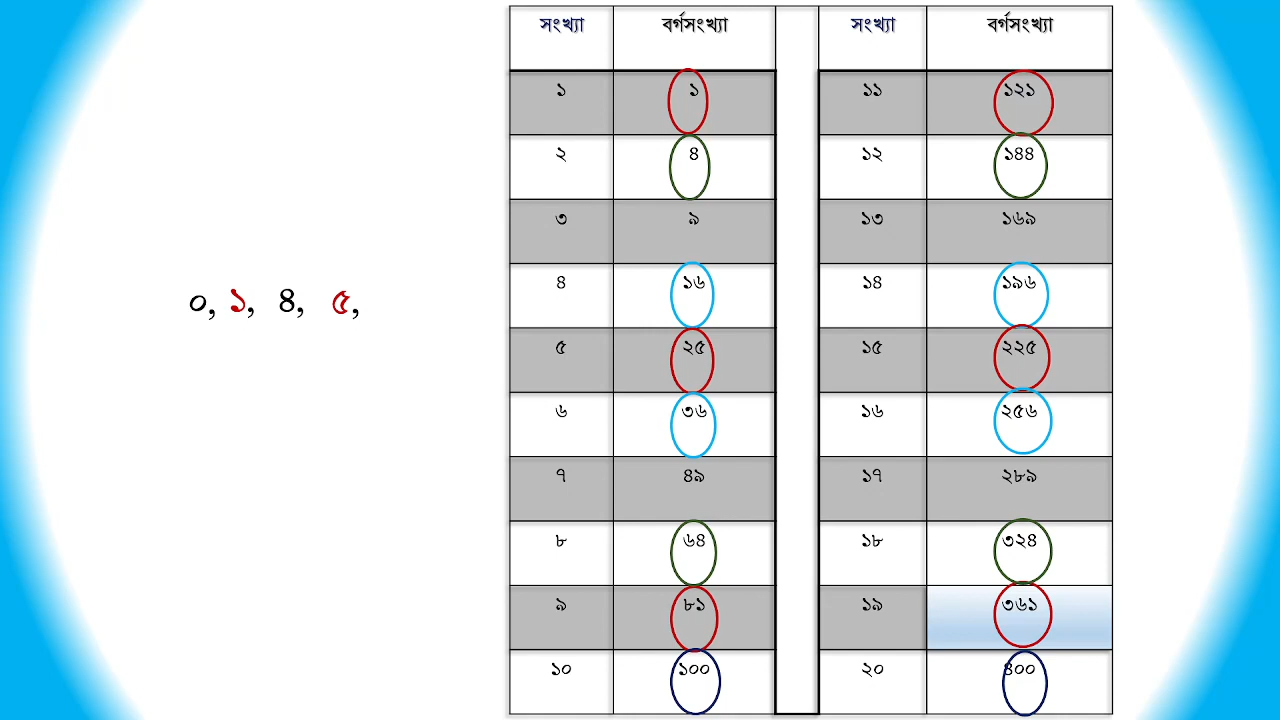 সংখ্যা বর্গসংখ্যা সংখ্যা বর্গসংখ্যা
১ ১ ১১ ১২১
২ ৪ ১২ ১৪৪
৩ ৯ ১৩ ১৬৯
৪ ১৬ ১৪ ১৯৬
০, ১, ৪, ৫,
৫ ২৫ ১৫ ২২৫
৬ ৩৬ ১৬ ২৫৬
৭ ৪৯ ১৭ ২৮৯
৮ ৬৪ ১৮ ৩২৪
৯ ৮১ ১৯ ৩৬১
১০ ১০০ ২০ ৪০০